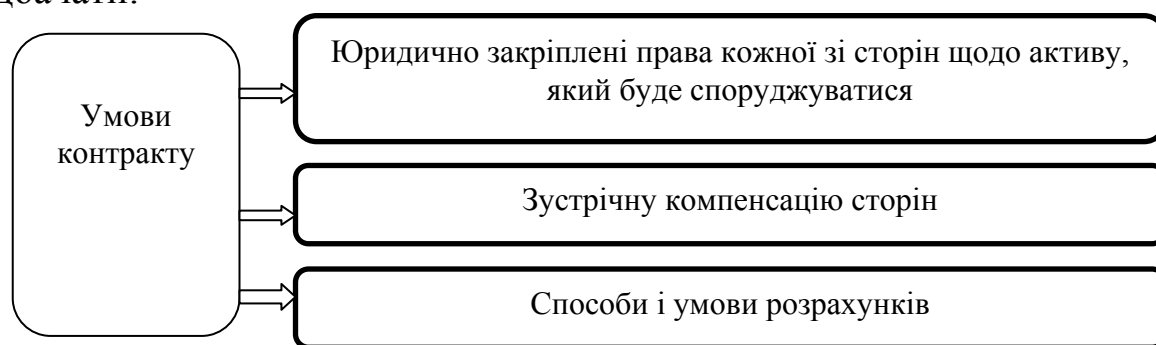 Юридично закріплені права кожної зі сторін щодо активу,
який буде споруджуватися
Умови
контракту
Зустрічну компенсацію сторін
Способи і умови розрахунків